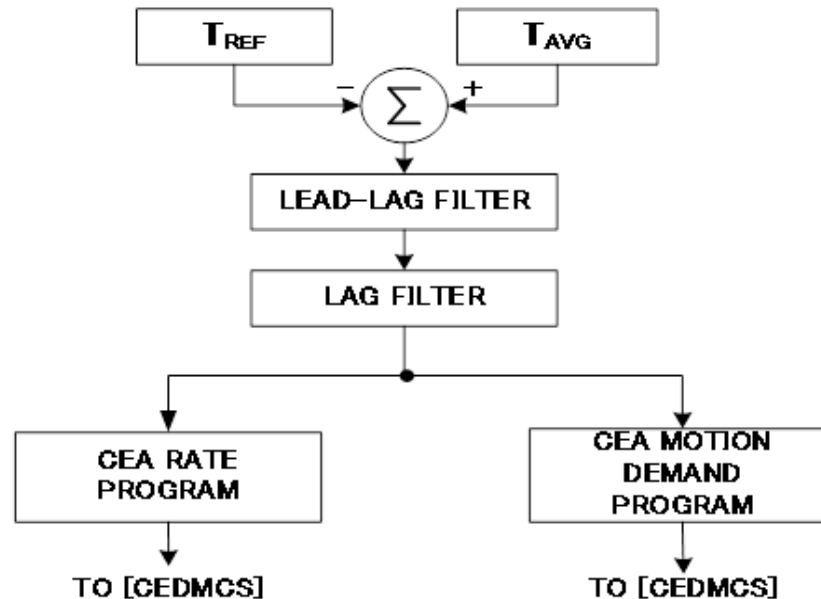 TREF
TAVG
−
+
Σ
LEAD-LAG FILTER
LAG FILTER
CEA RATE
PROGRAM
CEA MOTION
DEMAND
PROGRAM
TO [CEDMCS]
TO [CEDMCS]